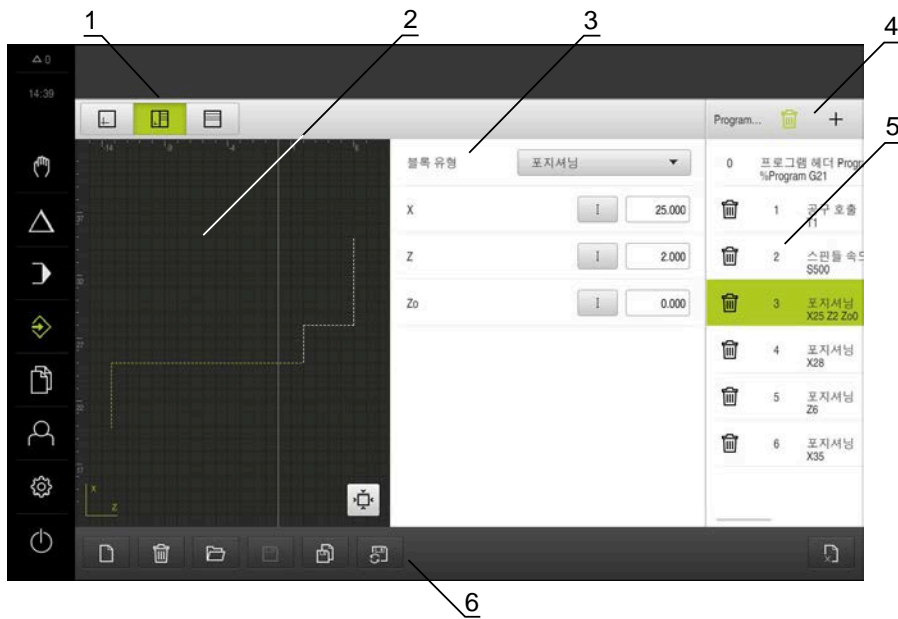 1
2
3
4
5
6
0
14:39
Program...
블록 유형
포지셔닝
X
I
25.000
Z
I
2.000
Zo
I
0.000
0
프로그램 헤더 Progr
%Program G21
1
공구 호출
T1
2
스핀들 속도
S500
3
포지셔닝
X25 Z2 Zo0
4
포지셔닝
X28
5
포지셔닝
Z6
6
포지셔닝
X35
X
Z